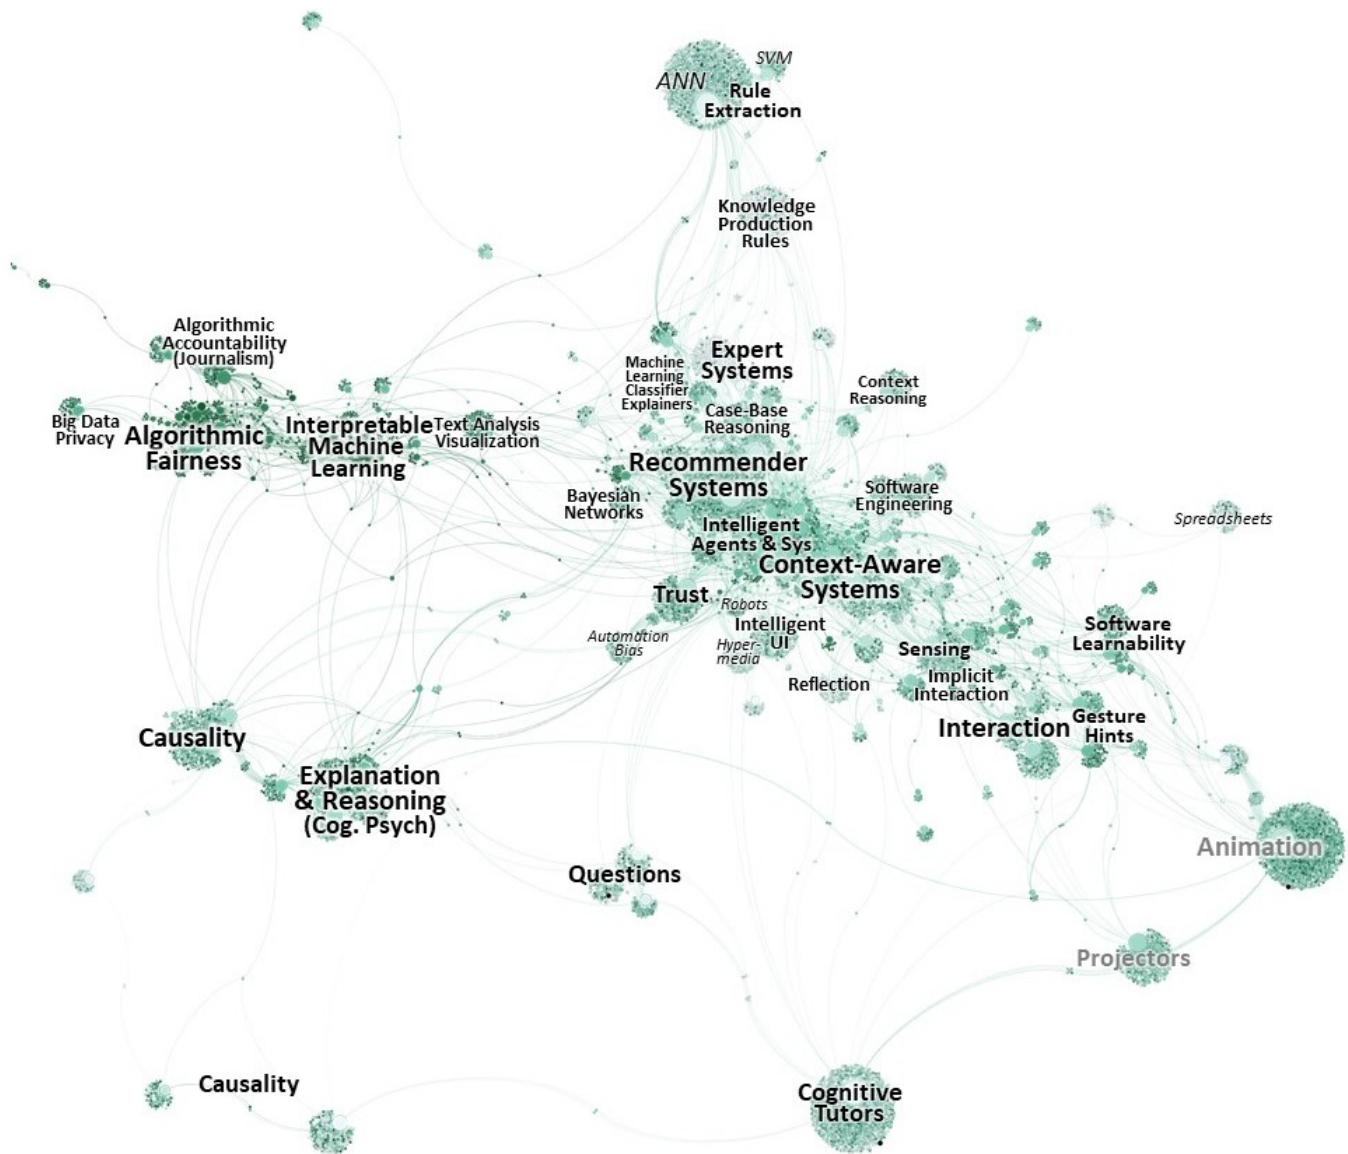 SVM
ANN
Rule
Extraction
Knowledge
Production
Rules
Algorithmic
Accountability
(Journalism)
Expert
Systems
Machine
Learning
Classifier
Explainers
Context
Reasoning
Case-Base
Reasoning
Big Data
Privacy
Algorithmic
Fairness
Interpretable
Machine
Learning
Text Analysis
Visualization
Recommender
Systems
Bayesian
Networks
Software
Engineering
Spreadsheets
Intelligent
Agents & Sys
Context-Aware
Systems
Trust
Robots
Intelligent
UI
Automation
Bias
Hyper-
media
Sensing
Software
Learnability
Reflection
Implicit
Interaction
Interaction
Gesture
Hints
Causality
Explanation
& Reasoning
(Cog. Psych)
Animation
Questions
Projectors
Causality
Cognitive
Tutors